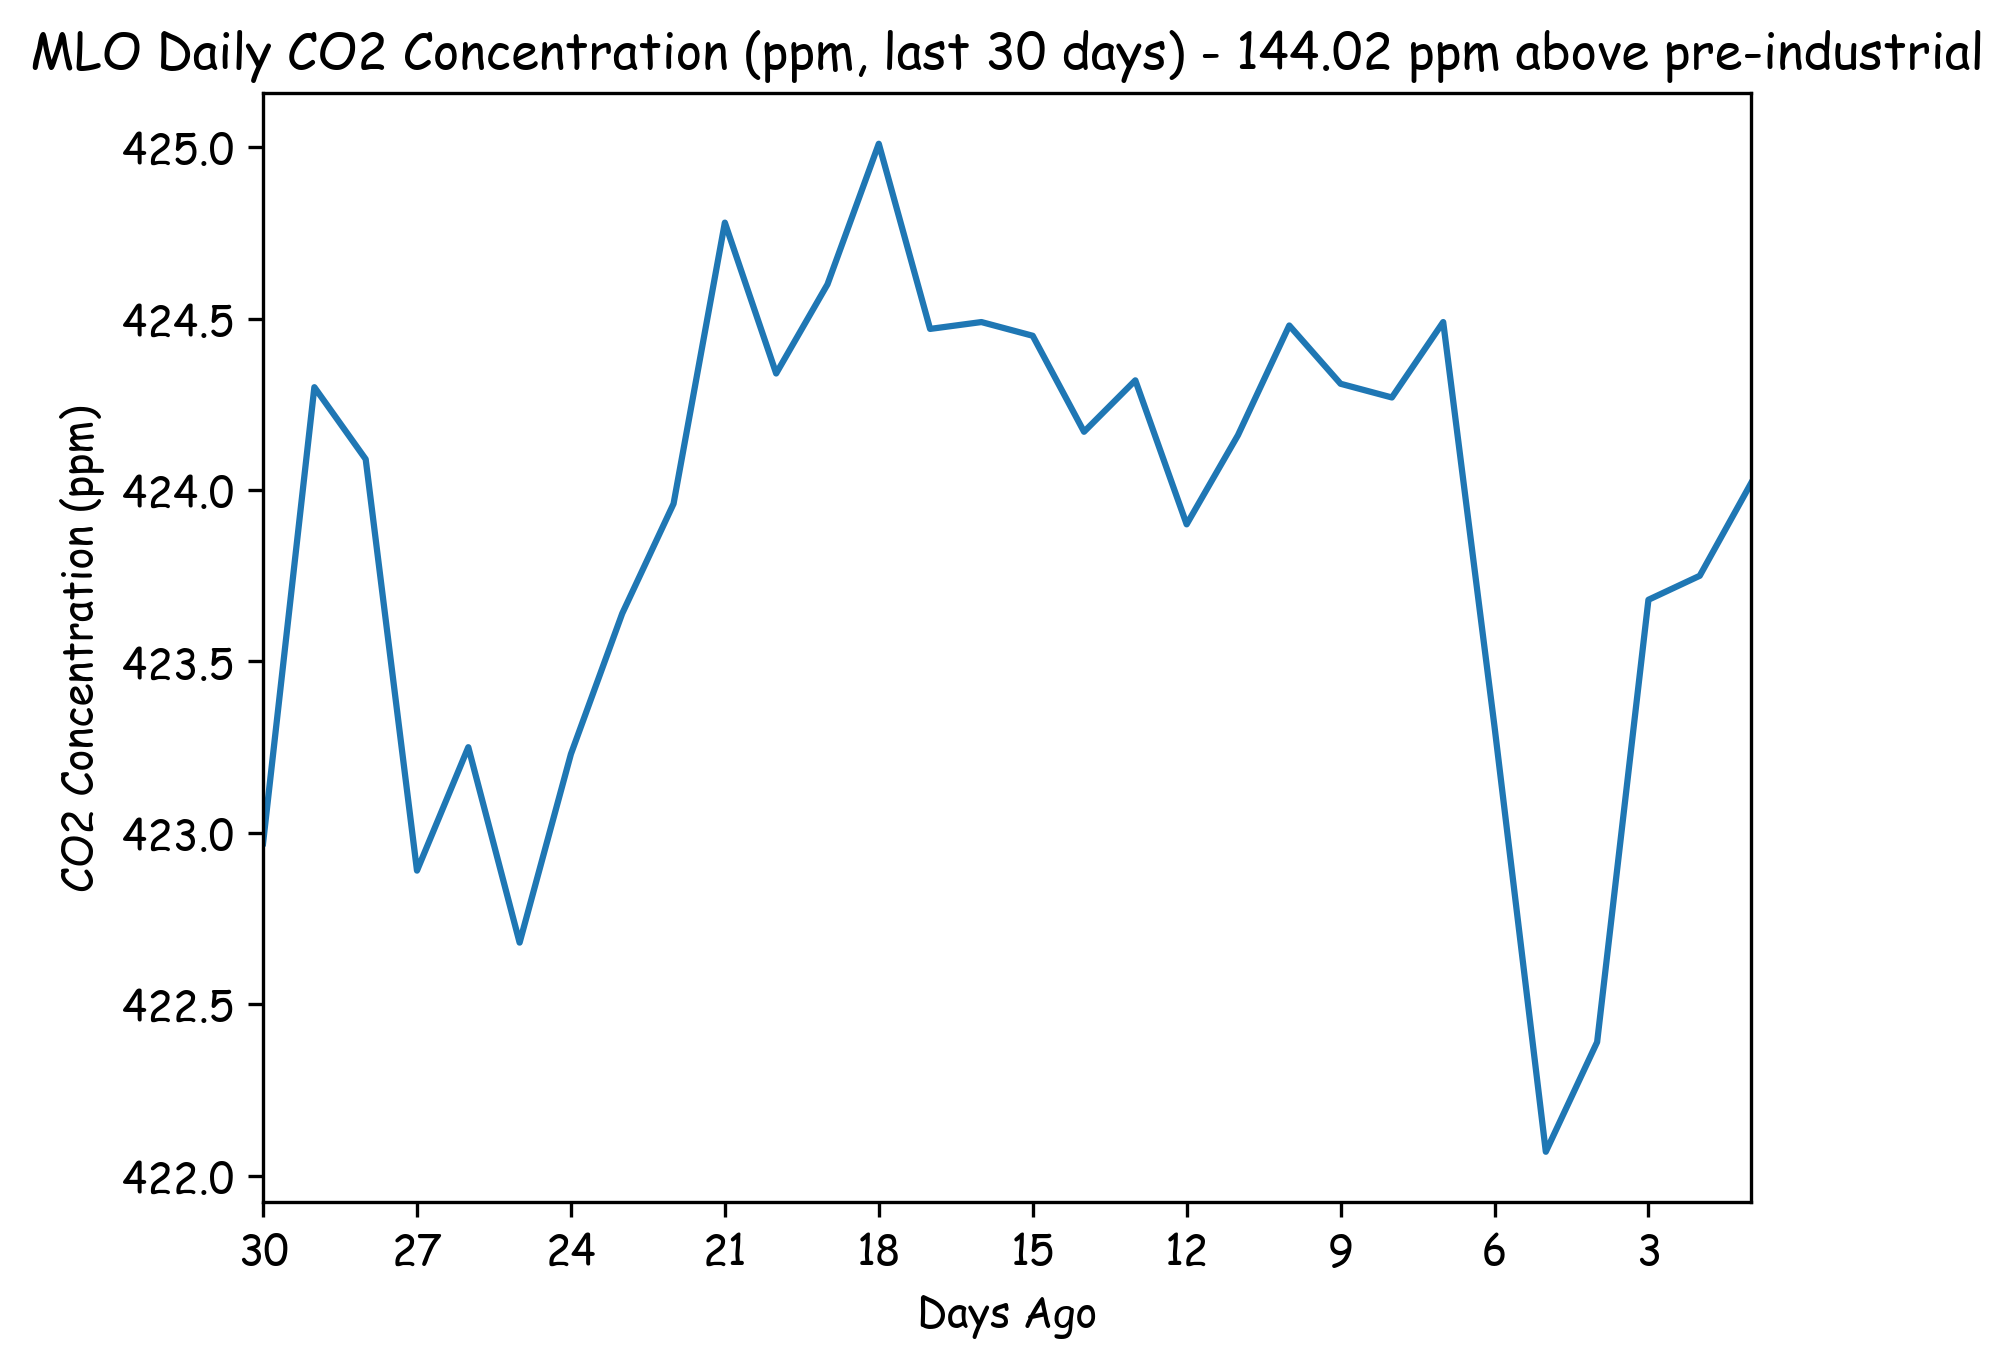 MLO Daily CO2 Concentration (ppm, last 30 days) - 144.02 ppm above pre-industrial
425.0
424.5
424.0
423.5
423.0
422.5
422.0
CO2 Concentration (ppm)
30 27 24 21 18 15 12 9 6 3
Days Ago